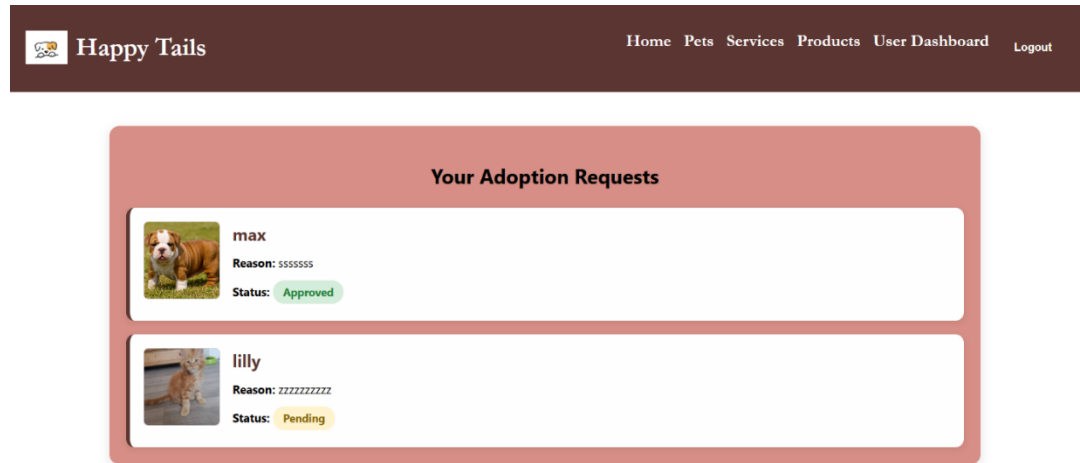 Happy Tails
Home Pets Services Products User Dashboard Logout
Your Adoption Requests
max
Reason: sssssss
Status: Approved
lilly
Reason: zzzzzzzzzz
Status: Pending